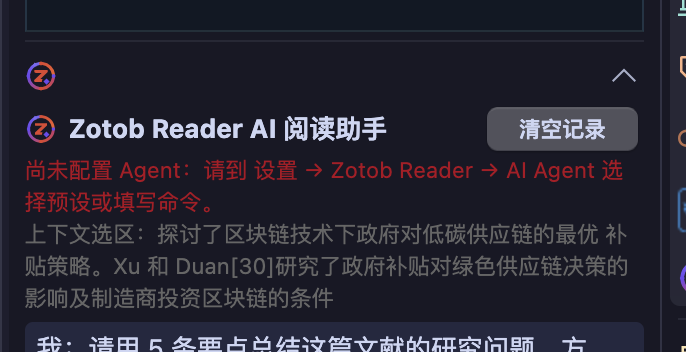 Zotob Reader AI 阅读助手
清空记录
尚未配置 Agent：请到 设置 → Zotob Reader → AI Agent 选
择预设或填写命令。
上下文选区：探讨了区块链技术下政府对低碳供应链的最优 补
贴策略。Xu 和 Duan[30]研究了政府补贴对绿色供应链决策的
影响及制造商投资区块链的条件
我：请用 5 条要点总结这篇文献的研究问题、方